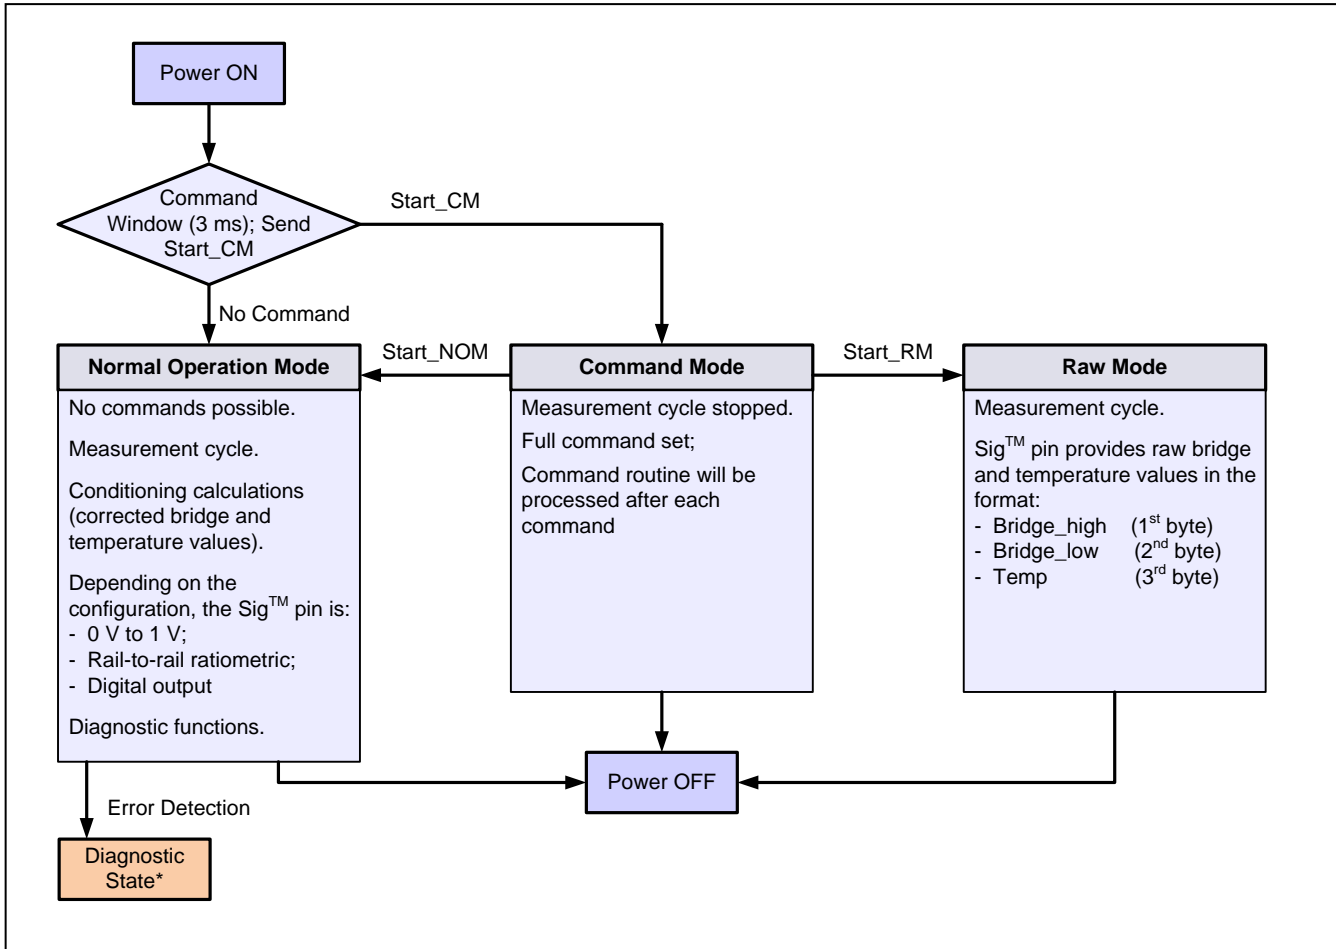 Power ON
Command
Window (3 ms); Send
Start_CM
Start_CM
No Command
Normal Operation Mode
No commands possible.
Measurement cycle.
Conditioning calculations
(corrected bridge and
temperature values).
Depending on the
configuration, the Sig™ pin is:
- 0 V to 1 V;
- Rail-to-rail ratiometric;
- Digital output
Diagnostic functions.
Start_NOM
Command Mode
Measurement cycle stopped.
Full command set;
Command routine will be
processed after each
command
Start_RM
Raw Mode
Measurement cycle.
Sig™ pin provides raw bridge
and temperature values in the
format:
- Bridge_high (1st byte)
- Bridge_low (2nd byte)
- Temp (3rd byte)
Power OFF
Error Detection
Diagnostic
State*